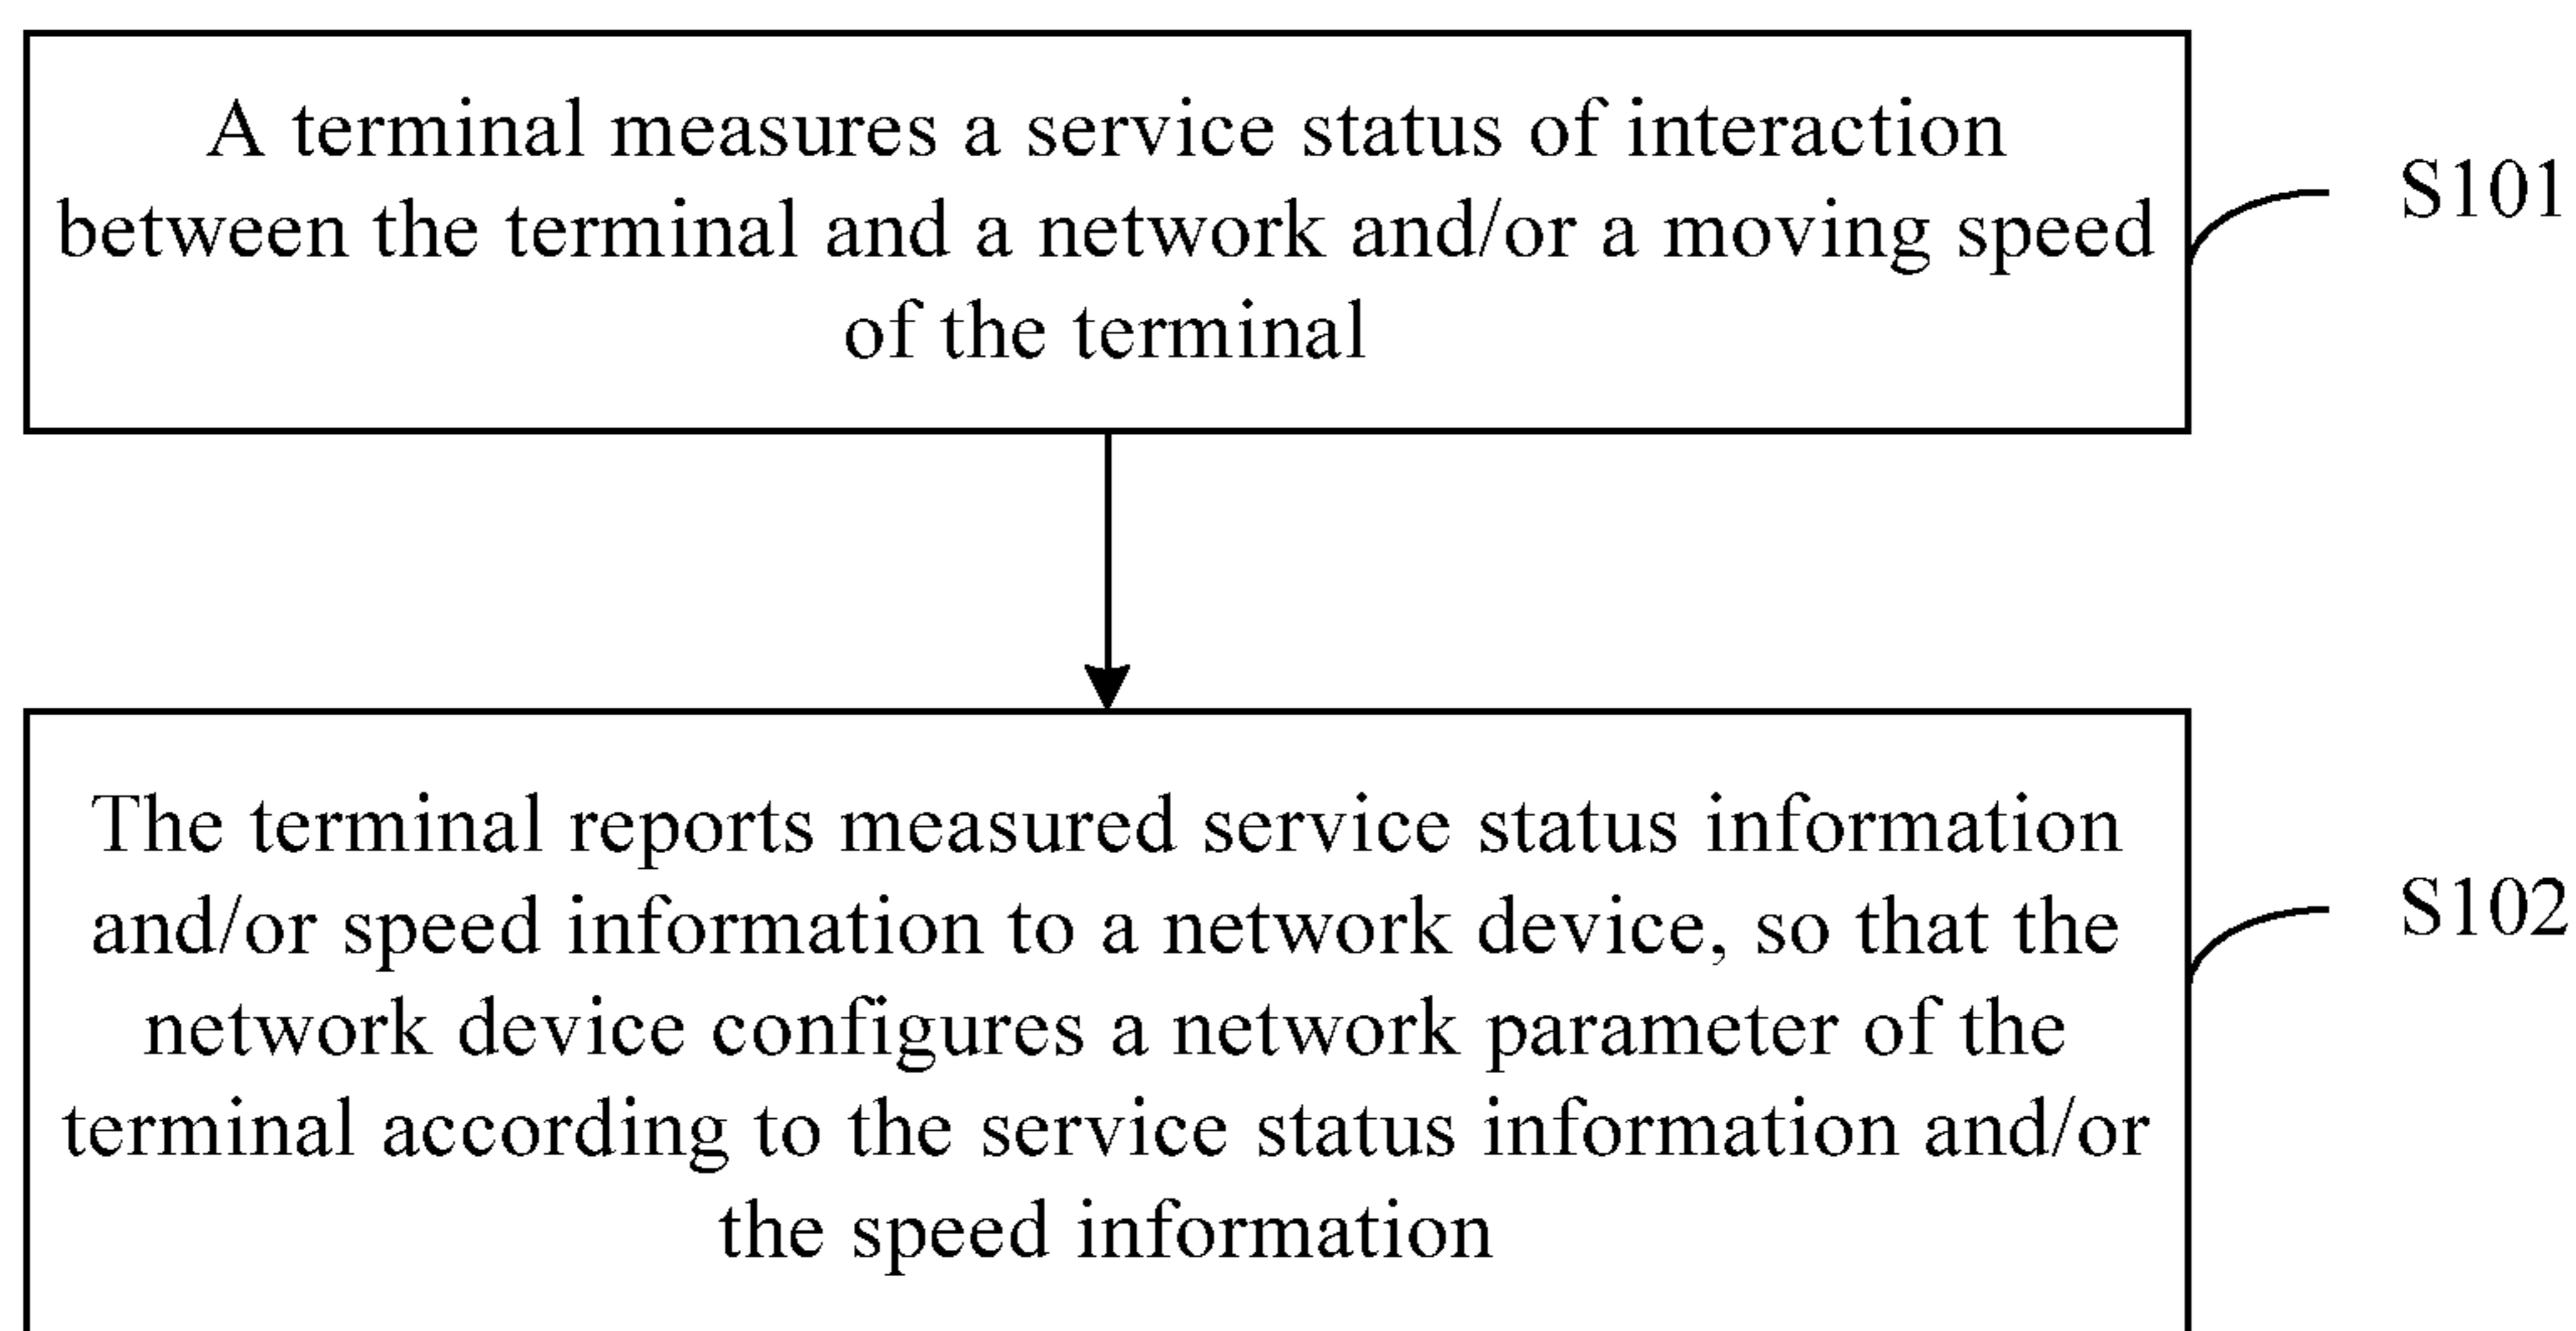 A terminal measures a service status of interaction
between the terminal and a network and/or a moving speed
of the terminal
S101
The terminal reports measured service status information
and/or speed information to a network device, so that the
network device configures a network parameter of the
terminal according to the service status information and/or
the speed information
S102